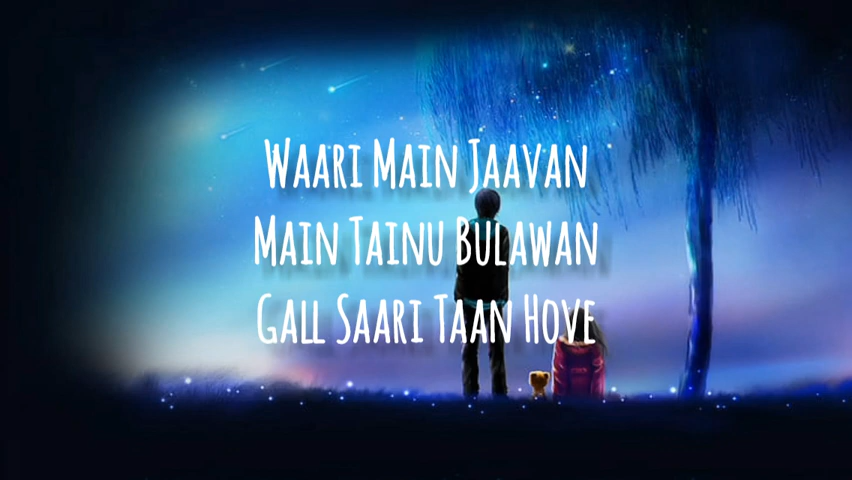 Waari Main Jaavan
Main Tainu Bulawan
Gall Saari Taan Hove